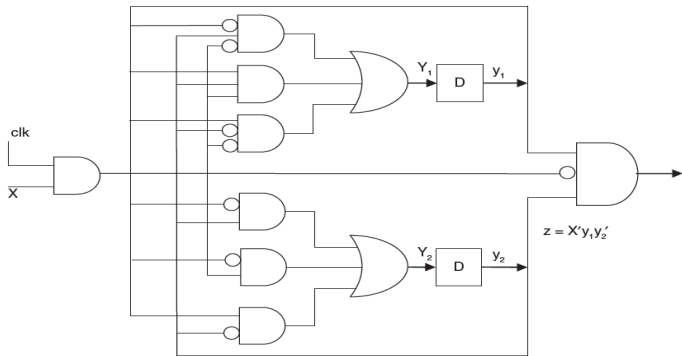 clk
X
Y₁
D
y₁
Y₂
D
y₂
z = X'y₁y₂'